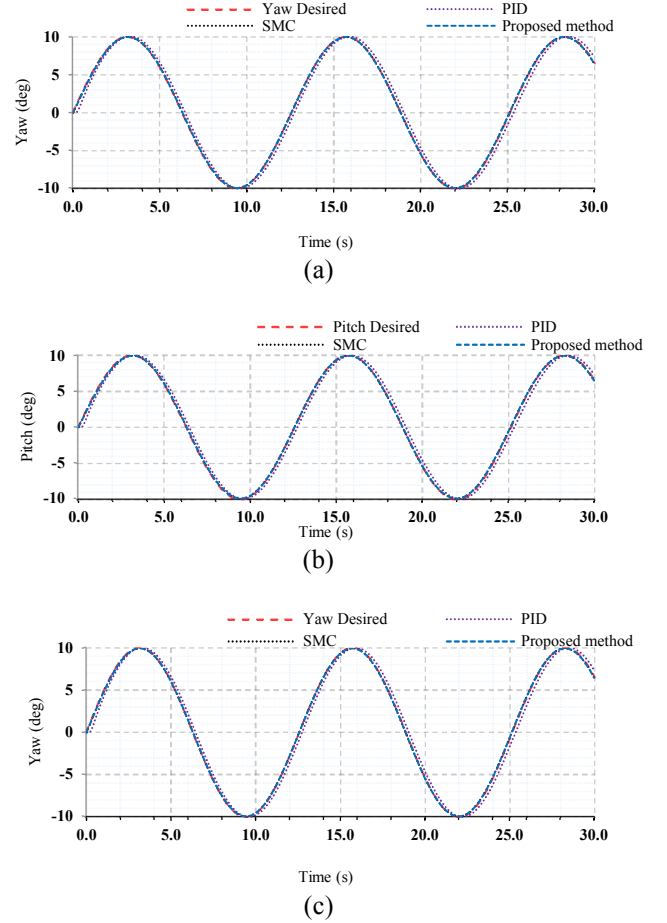 Yaw Desired PID
SMC Proposed method
10
5
0
-5
-10
Yaw (deg)
0.0 5.0 10.0 15.0 20.0 25.0 30.0
Time (s)
(a)
Pitch Desired PID
SMC Proposed method
10
5
0
-5
-10
Pitch (deg)
0.0 5.0 10.0 15.0 20.0 25.0 30.0
Time (s)
(b)
Yaw Desired PID
SMC Proposed method
10
5
0
-5
-10
Yaw (deg)
0.0 5.0 10.0 15.0 20.0 25.0 30.0
Time (s)
(c)